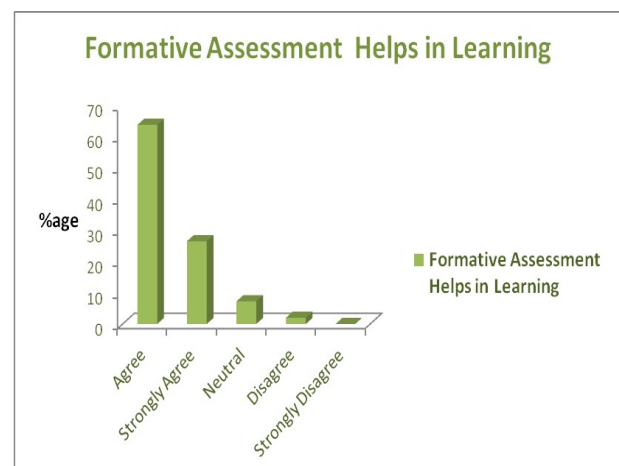 Formative Assessment Helps in Learning
70
60
50
40
30
20
10
0
%age
Agree
Strongly Agree
Neutral
Disagree
Strongly Disagree
Formative Assessment
Helps in Learning